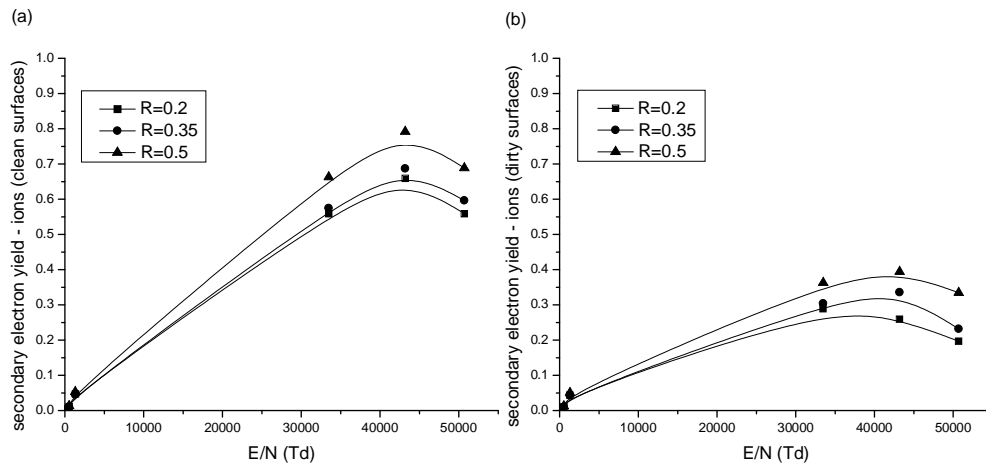 (a)
secondary electron yield - ions (clean surfaces)
1.0
0.9
0.8
0.7
0.6
0.5
0.4
0.3
0.2
0.1
0.0
R=0.2
R=0.35
R=0.5
0 10000 20000 30000 40000 50000
E/N (Td)
(b)
secondary electron yield - ions (dirty surfaces)
1.0
0.9
0.8
0.7
0.6
0.5
0.4
0.3
0.2
0.1
0.0
R=0.2
R=0.35
R=0.5
0 10000 20000 30000 40000 50000
E/N (Td)